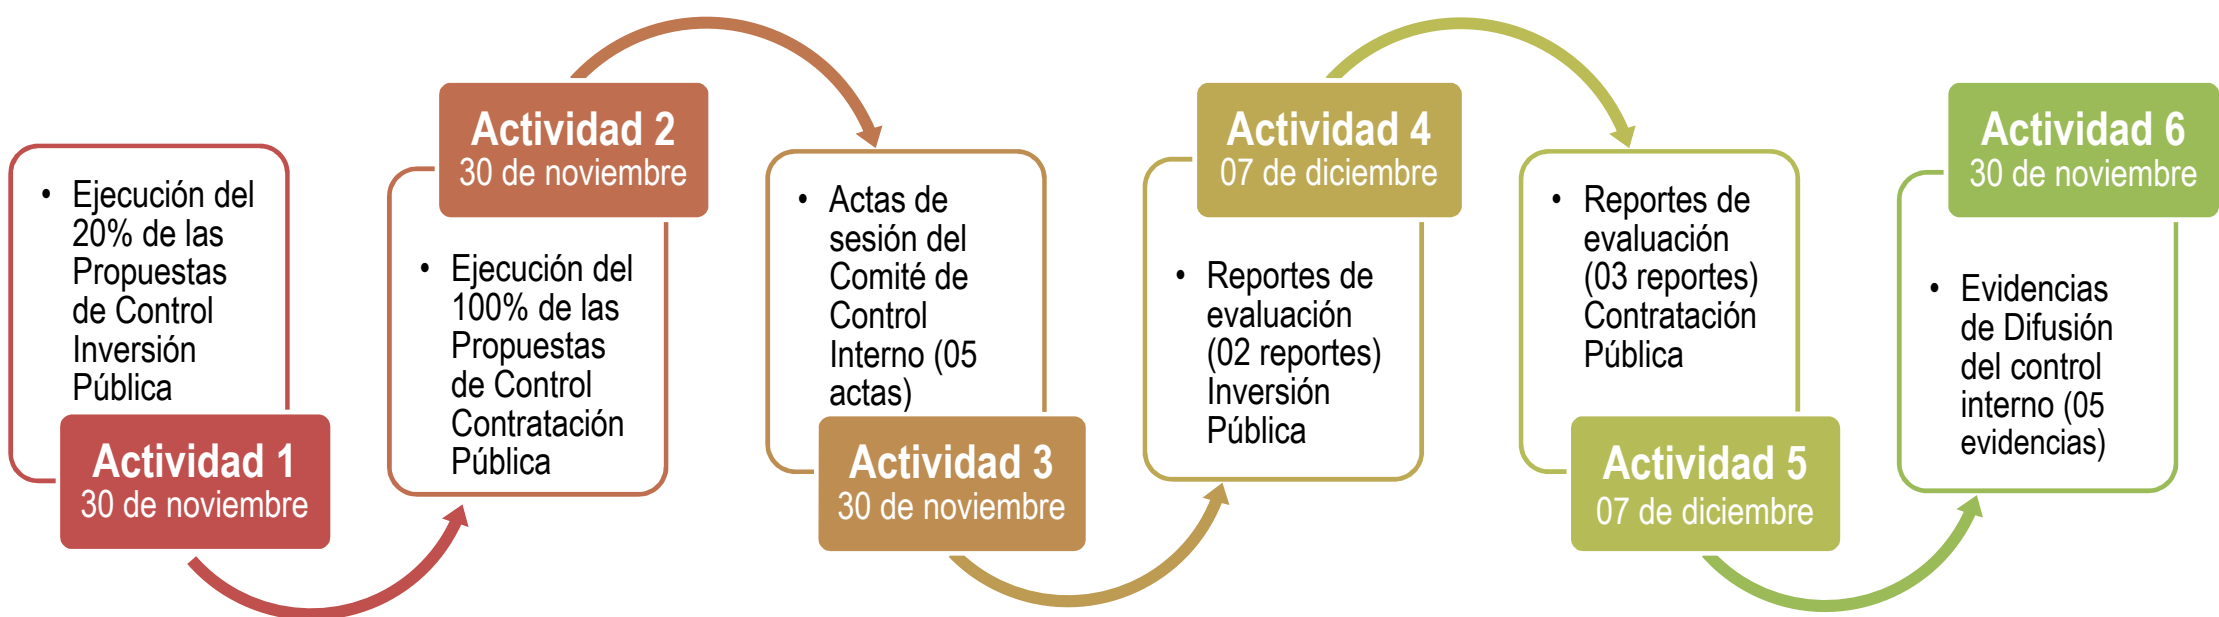 • Ejecución del
20% de las
Propuestas
de Control
Inversión
Pública
Actividad 1
30 de noviembre
Actividad 2
30 de noviembre
• Ejecución del
100% de las
Propuestas
de Control
Contratación
Pública
• Actas de
sesión del
Comité de
Control
Interno (05
actas)
Actividad 3
30 de noviembre
Actividad 4
07 de diciembre
• Reportes de
evaluación
(02 reportes)
Inversión
Pública
• Reportes de
evaluación
(03 reportes)
Contratación
Pública
Actividad 5
07 de diciembre
Actividad 6
30 de noviembre
• Evidencias
de Difusión
del control
interno (05
evidencias)